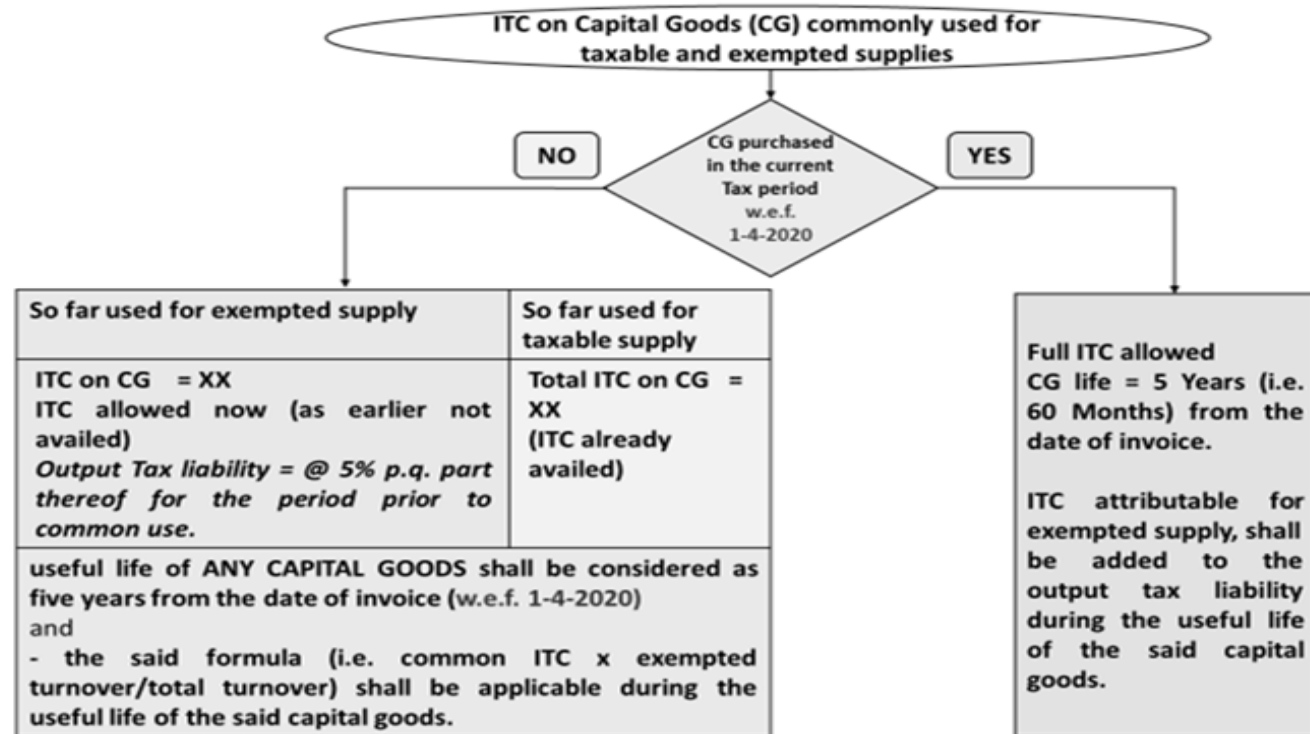 ITC on Capital Goods (CG) commonly used for
taxable and exempted supplies
CG purchased
in the current
Tax period
w.e.f.
1-4-2020
NO
YES
So far used for exempted supply
So far used for
taxable supply
ITC on CG = XX
ITC allowed now (as earlier not
availed)
Output Tax liability = @ 5% p.q. part
thereof for the period prior to
common use.
Total ITC on CG =
XX
(ITC already
availed)
useful life of ANY CAPITAL GOODS shall be considered as
five years from the date of invoice (w.e.f. 1-4-2020)
and
- the said formula (i.e. common ITC x exempted
turnover/total turnover) shall be applicable during the
useful life of the said capital goods.
Full ITC allowed
CG life = 5 Years (i.e.
60 Months) from the
date of invoice.
ITC attributable for
exempted supply, shall
be added to the
output tax liability
during the useful life
of the said capital
goods.